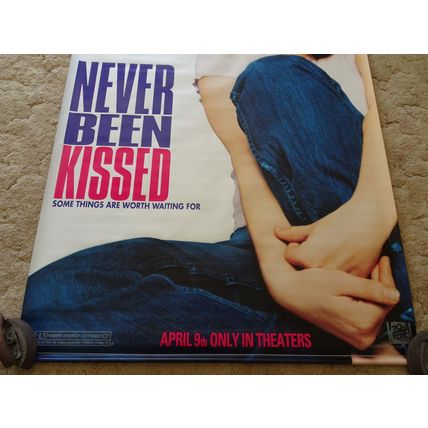 NEVER
BEEN
KISSED
SOME THINGS ARE WORTH WAITING FOR
APRIL 9th ONLY IN THEATERS